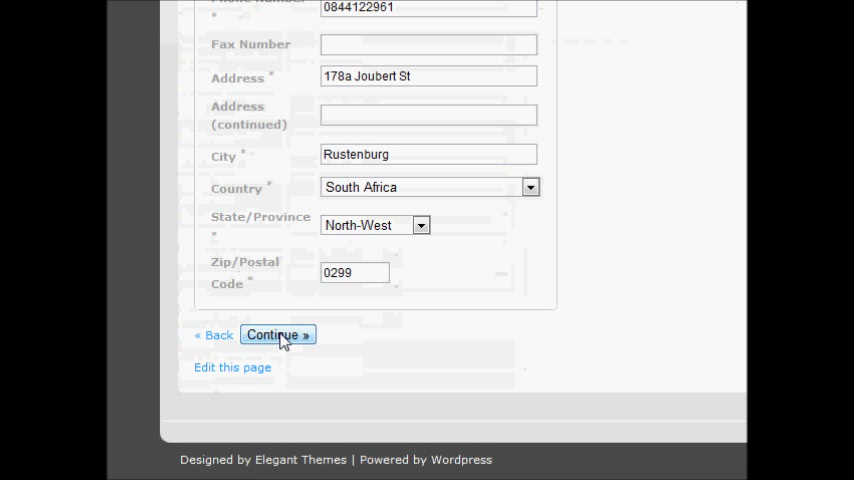 Phone Number
* 0844122961
Fax Number
Address * 178a Joubert St
Address
(continued)
City * Rustenburg
Country * South Africa
State/Province
* North-West
Zip/Postal
Code * 0299
« Back Continue »
Edit this page
Designed by Elegant Themes | Powered by Wordpress